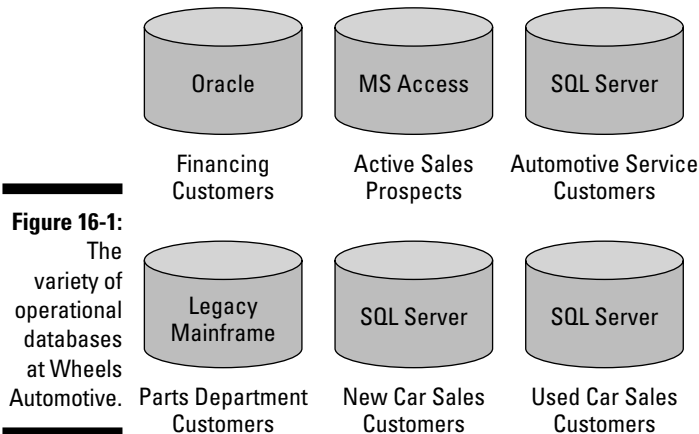 Oracle
MS Access
SQL Server
Financing
Customers
Active Sales
Prospects
Automotive Service
Customers
Figure 16-1:
The
variety of
operational
databases
at Wheels
Automotive.
Legacy
Mainframe
SQL Server
SQL Server
Parts Department
Customers
New Car Sales
Customers
Used Car Sales
Customers